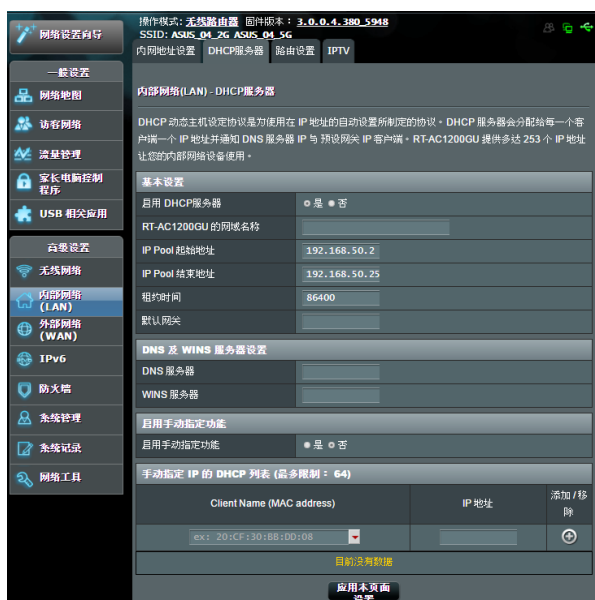 操作模式: 无线路由器 固件版本: 3.0.0.4.380_5948
SSID: ASUS_04_2G ASUS_04_5G
网络设置向导
内网地址设置 DHCP服务器 路由设置 IPTV
一般设置
网络地图
访客网络
流量管理
家长电脑控制
程序
USB 相关应用
高级设置
无线网络
内部网络
(LAN)
外部网络
(WAN)
IPv6
防火墙
系统管理
系统记录
网络工具
内部网络(LAN) - DHCP服务器
DHCP 动态主机设定协议是为使用在 IP 地址的自动设置所制定的协议。DHCP 服务器会分配给每一个客
户端一个 IP 地址并通知 DNS 服务器 IP 与 预设网关 IP 客户端。RT-AC1200GU 提供多达 253 个 IP 地址
让您的内部网络设备使用。
基本设置
启用 DHCP服务器 是 否
RT-AC1200GU 的网域名称
IP Pool 起始地址 192.168.50.2
IP Pool 结束地址 192.168.50.25
租约时间 86400
默认网关
DNS 及 WINS 服务器设置
DNS 服务器
WINS 服务器
启用手动指定功能
启用手动指定功能 是 否
手动指定 IP 的 DHCP 列表 (最多限制: 64)
Client Name (MAC address) IP 地址 添加 / 移
除
ex: 20:CF:30:88:DD:08
目前没有数据
应用本页面
设置